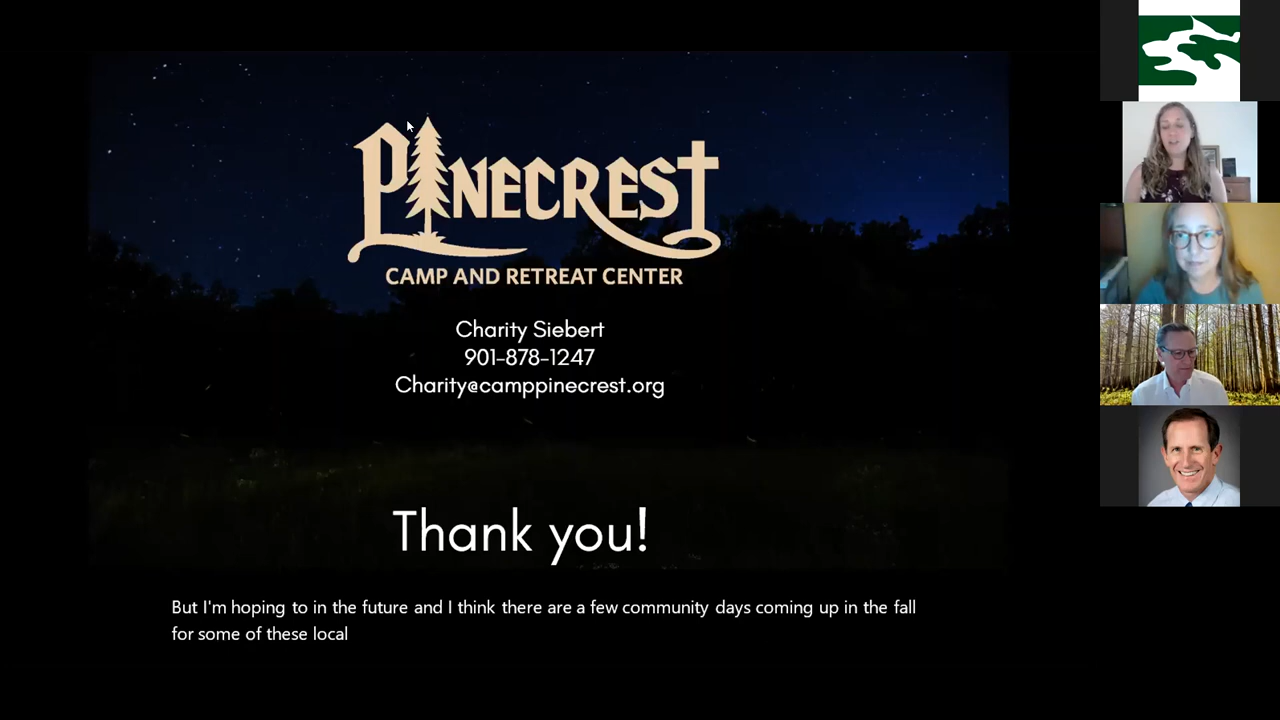 PINECREST
CAMP AND RETREAT CENTER
Charity Siebert
901-878-1247
Charity@camppinecrest.org
Thank you!
But I'm hoping to in the future and I think there are a few community days coming up in the fall
for some of these local